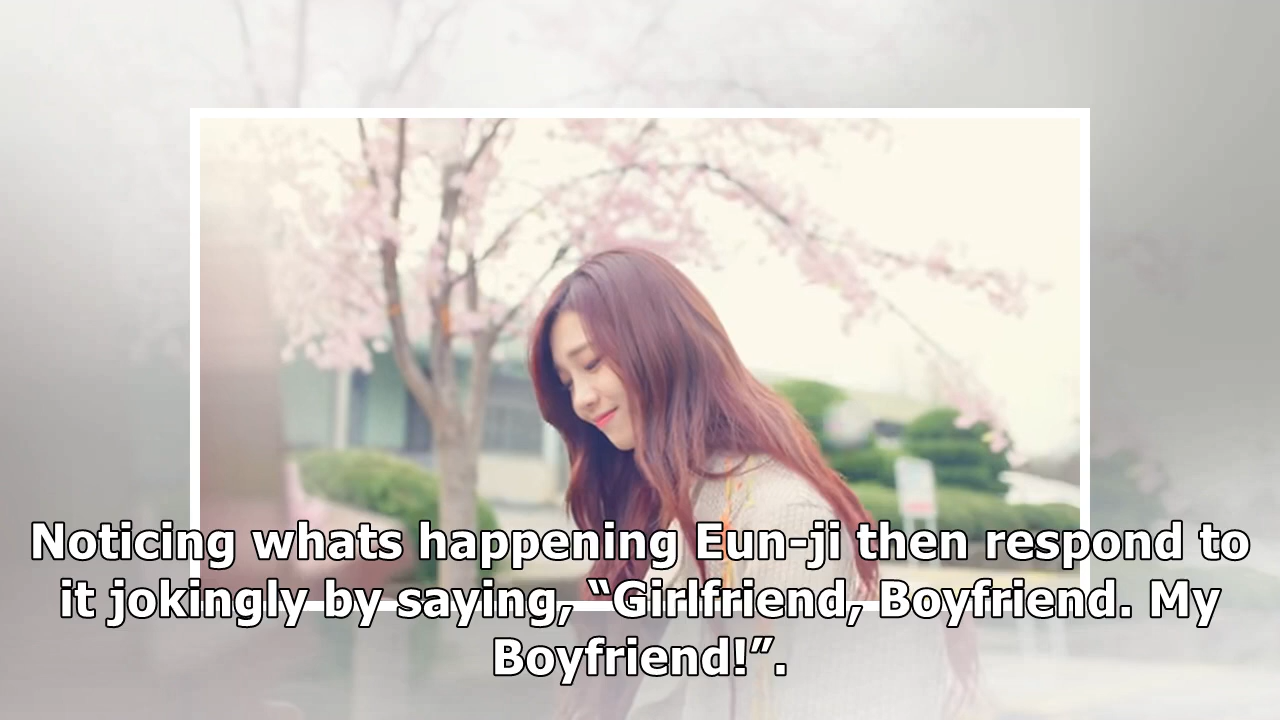 Noticing whats happening Eun-ji then respond to
it jokingly by saying, “Girlfriend, Boyfriend. My
Boyfriend!”.